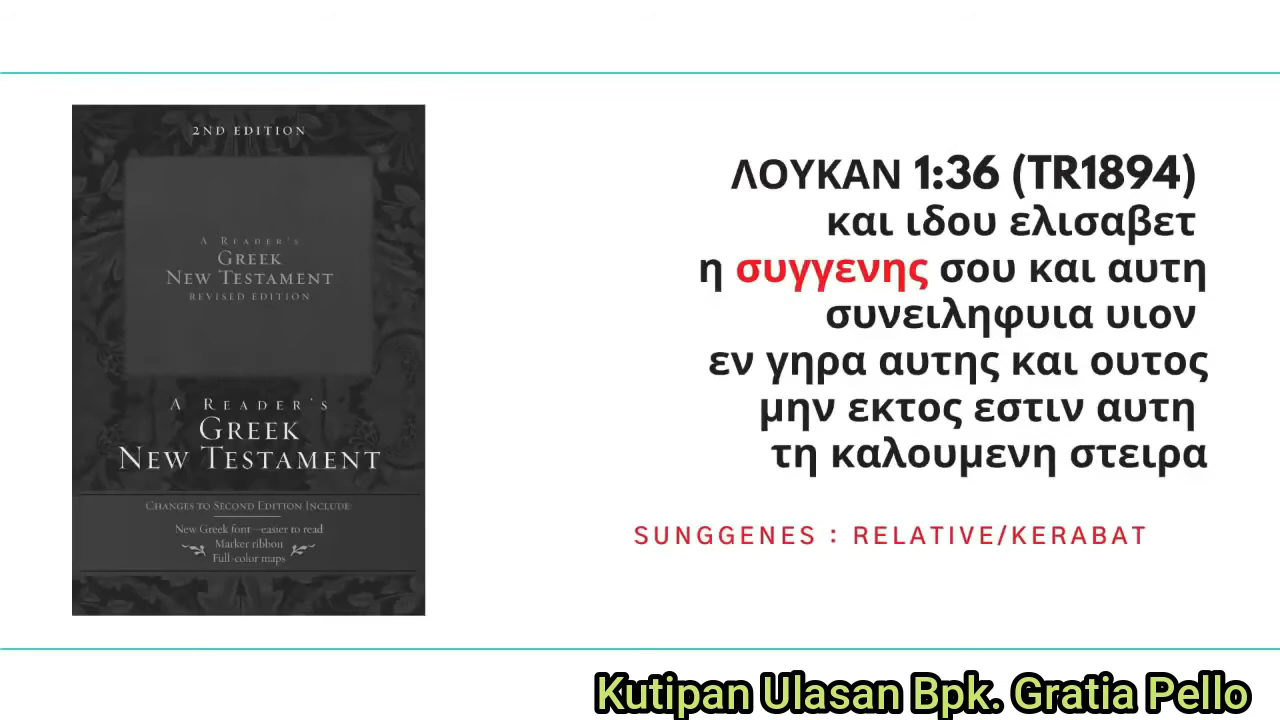 2ND EDITION
A READER'S
GREEK
NEW TESTAMENT
REVISED EDITION
A READER'S
GREEK
NEW TESTAMENT
CHANGES TO SECOND EDITION INCLUDE
New Greek font—easier to read
Marker ribbon
Full-color maps
ΛΟΥΚΑΝ 1:36 (TR1894)
και ιδου ελισαβετ
η συγγενης σου και αυτη
συνειληφυια υιον
εν γηρα αυτης και ουτος
μην εκτος εστιν αυτη
τη καλουμενη στειρα
SUNGGENES : RELATIVE/KERABAT
Kutipan Ulasan Bpk. Gratia Pello